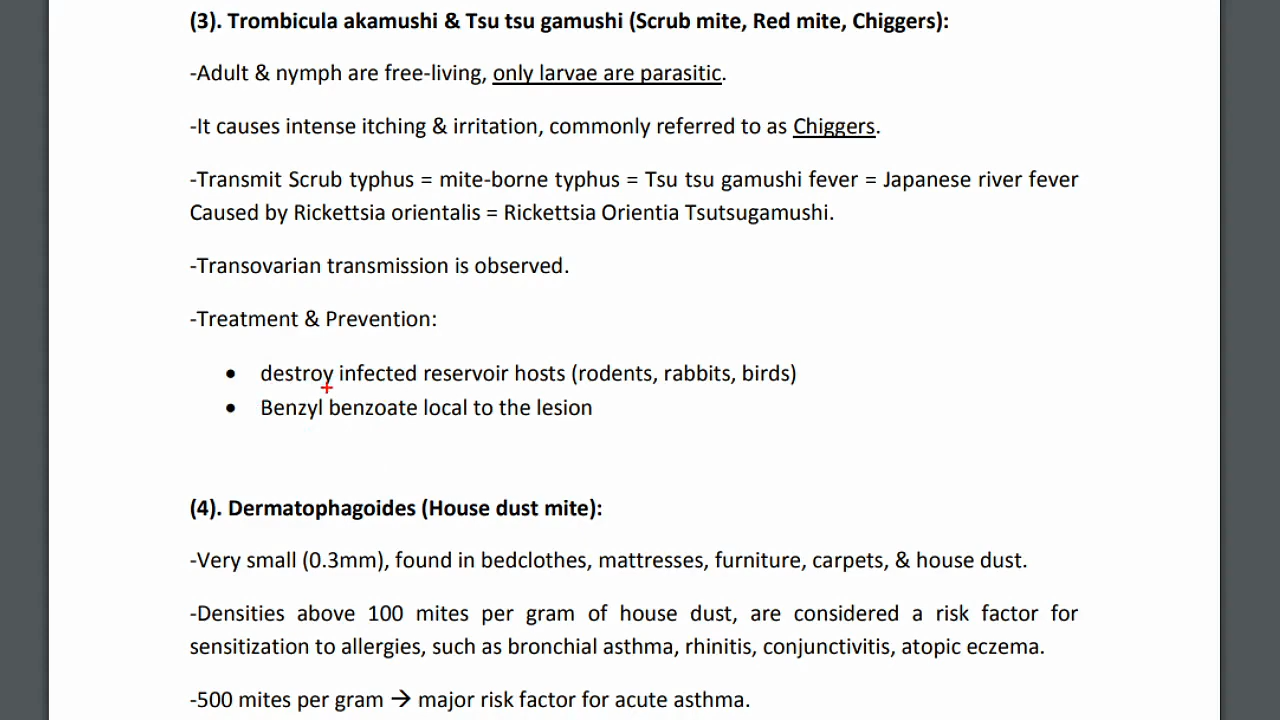 (3). Trombicula akamushi & Tsu tsu gamushi (Scrub mite, Red mite, Chiggers):
-Adult & nymph are free-living, only larvae are parasitic.
-It causes intense itching & irritation, commonly referred to as Chiggers.
-Transmit Scrub typhus = mite-borne typhus = Tsu tsu gamushi fever = Japanese river fever
Caused by Rickettsia orientalis = Rickettsia Orientia Tsutsugamushi.
-Transovarian transmission is observed.
-Treatment & Prevention:
• destroy infected reservoir hosts (rodents, rabbits, birds)
• Benzyl benzoate local to the lesion
(4). Dermatophagoides (House dust mite):
-Very small (0.3mm), found in bedclothes, mattresses, furniture, carpets, & house dust.
-Densities above 100 mites per gram of house dust, are considered a risk factor for
sensitization to allergies, such as bronchial asthma, rhinitis, conjunctivitis, atopic eczema.
-500 mites per gram → major risk factor for acute asthma.